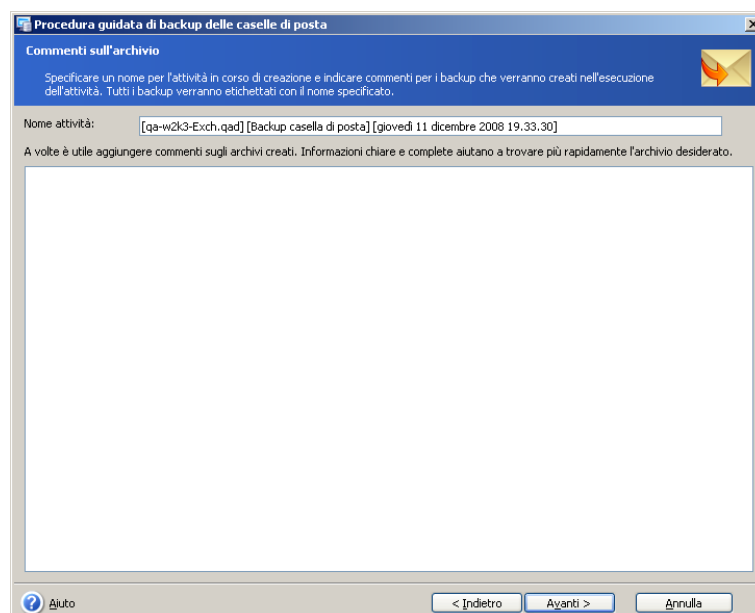 Procedura guidata di backup delle caselle di posta
Commenti sull'archivio
Specificare un nome per l'attività in corso di creazione e indicare commenti per i backup che verranno creati nell'esecuzione
dell'attività. Tutti i backup verranno etichettati con il nome specificato.
Nome attività: [qa-w2k3-Exch.qad] [Backup casella di posta] [giovedì 11 dicembre 2008 19.33.30]
A volte è utile aggiungere commenti sugli archivi creati. Informazioni chiare e complete aiutano a trovare più rapidamente l'archivio desiderato.
Aiuto < Indietro Avanti > Annulla